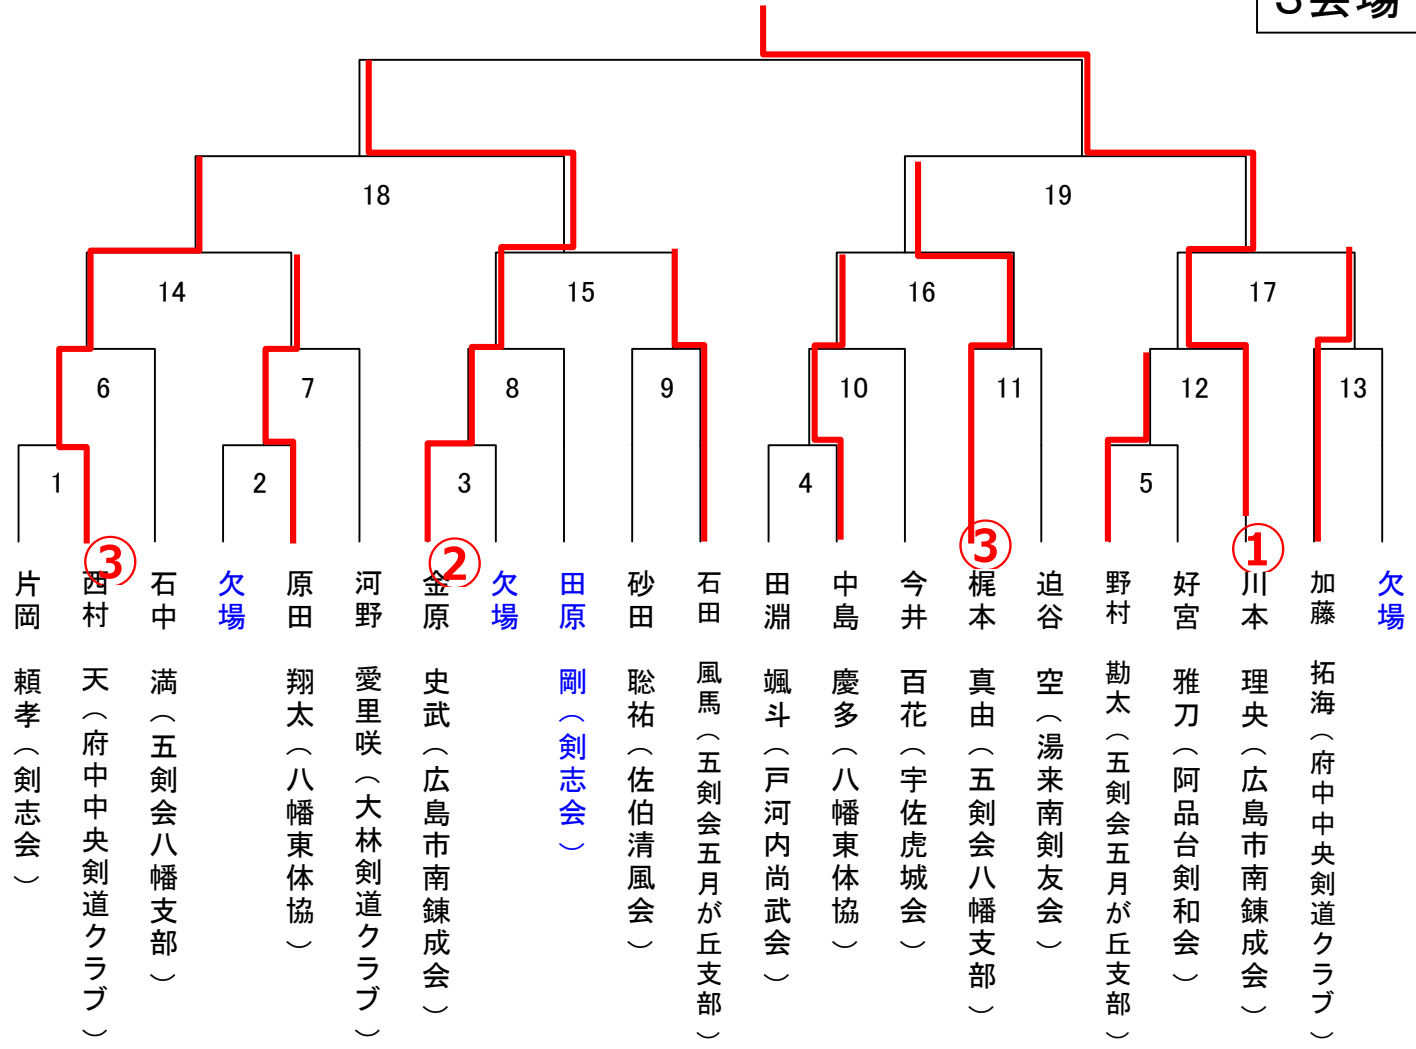 3会場
18
19
14
15
16
17
6
7
8
9
10
11
12
13
1
2
3
4
5
③
②
③
①
片岡 頼孝（剣志会）
西村 天（府中中央剣道クラブ）
石中 満（五剣会八幡支部）
欠場
原田 翔太（八幡東体協）
河野 愛里咲（大林剣道クラブ）
金原 史武（広島市南錬成会）
欠場
田原 剛（剣志会）
砂田 聡祐（佐伯清風会）
石田 風馬（五剣会五月が丘支部）
田淵 颯斗（戸河内尚武会）
中島 慶多（八幡東体協）
今井 百花（宇佐虎城会）
梶本 真由（五剣会八幡支部）
迫谷 空（湯来南剣友会）
野村 勘太（五剣会五月が丘支部）
好宮 雅刀（阿品台剣和会）
川本 理央（広島市南錬成会）
加藤 拓海（府中中央剣道クラブ）
欠場